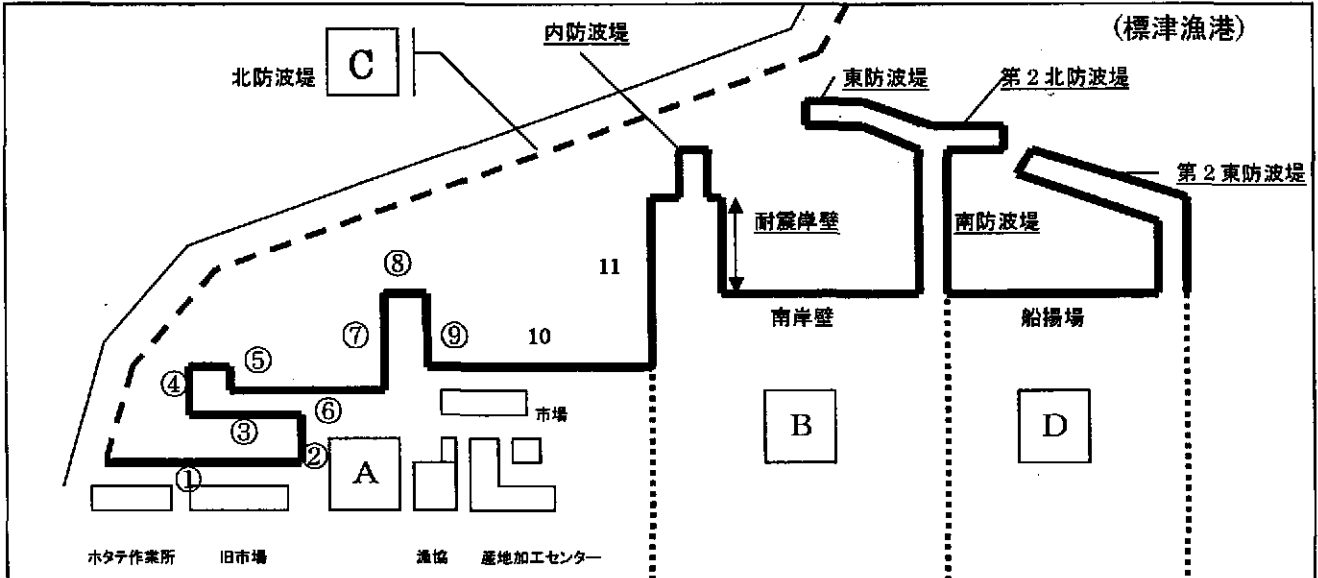 (標津漁港)
内防波堤
北防波堤
C
東防波堤
第2北防波堤
第2東防波堤
耐震岸壁
南防波堤
11
⑧
南岸壁
船揚場
⑦
⑨
10
⑤
④
⑥
市場
③
B
D
②
A
①
ホタテ作業所
旧市場
漁協
産地加工センター